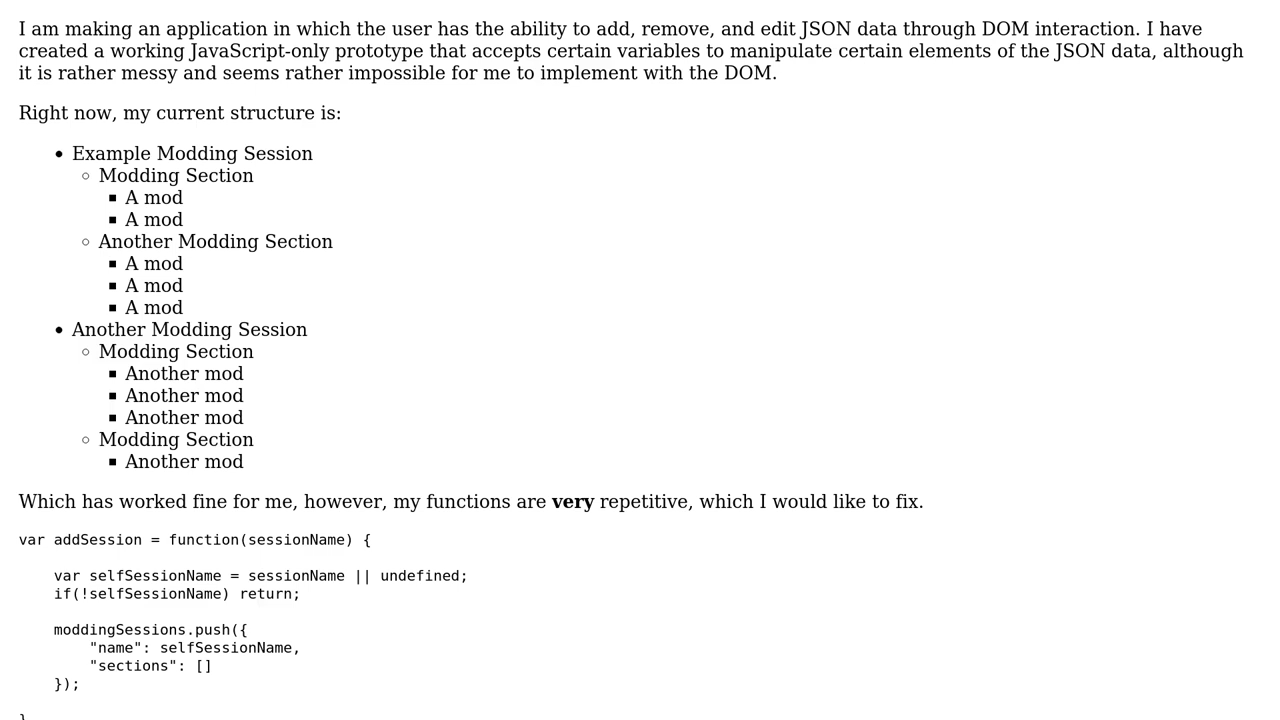 I am making an application in which the user has the ability to add, remove, and edit JSON data through DOM interaction. I have
created a working JavaScript-only prototype that accepts certain variables to manipulate certain elements of the JSON data, although
it is rather messy and seems rather impossible for me to implement with the DOM.
Right now, my current structure is:
Example Modding Session
Modding Section
A mod
A mod
Another Modding Section
A mod
A mod
A mod
Another Modding Session
Modding Section
Another mod
Another mod
Another mod
Modding Section
Another mod
Which has worked fine for me, however, my functions are very repetitive, which I would like to fix.
var addSession = function(sessionName) {
var selfSessionName = sessionName || undefined;
if(!selfSessionName) return;
moddingSessions.push({
"name": selfSessionName,
"sections": []
});
}